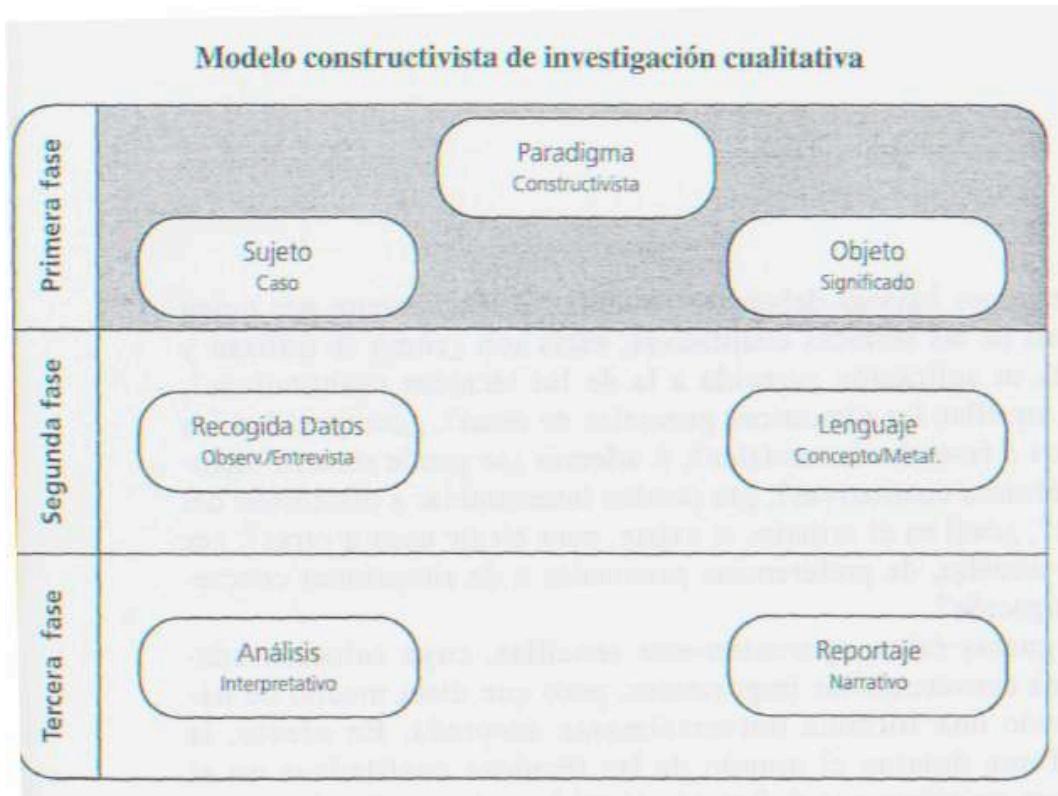 Modelo constructivista de investigación cualitativa
Primera fase
Paradigma
Constructivista
Sujeto
Caso
Objeto
Significado
Segunda fase
Recogida Datos
Observ./Entrevista
Lenguaje
Concepto/Metaf.
Tercera fase
Análisis
Interpretativo
Reportaje
Narrativo